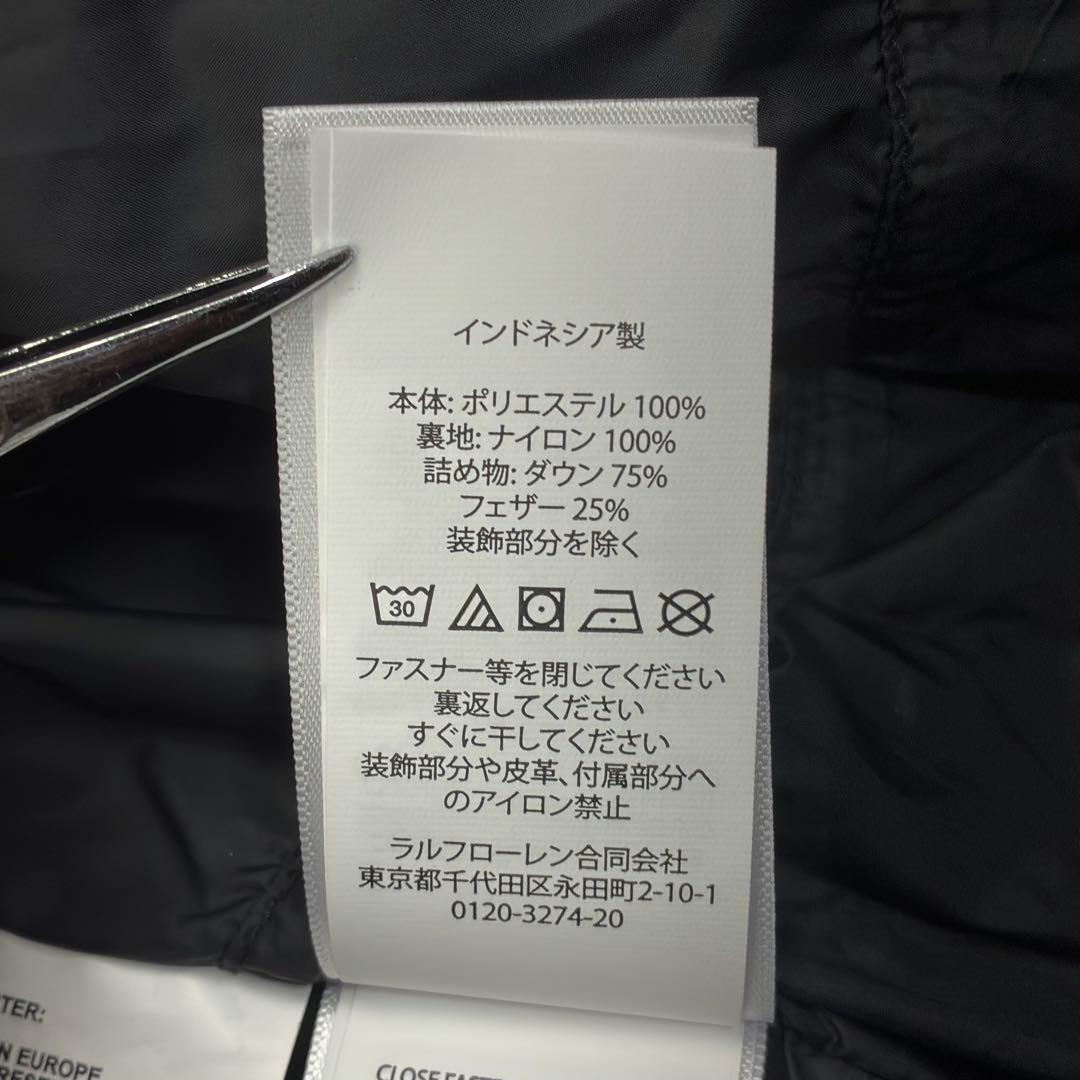 インドネシア製
本体: ポリエステル 100%
裏地: ナイロン 100%
詰め物: ダウン 75%
フェザー 25%
装飾部分を除く
30
ファスナー等を閉じてください
裏返してください
すぐに干してください
装飾部分や皮革、付属部分へ
のアイロン禁止
ラルフローレン合同会社
東京都千代田区永田町2-10-1
0120-3274-20
EUROPE
CLOSE